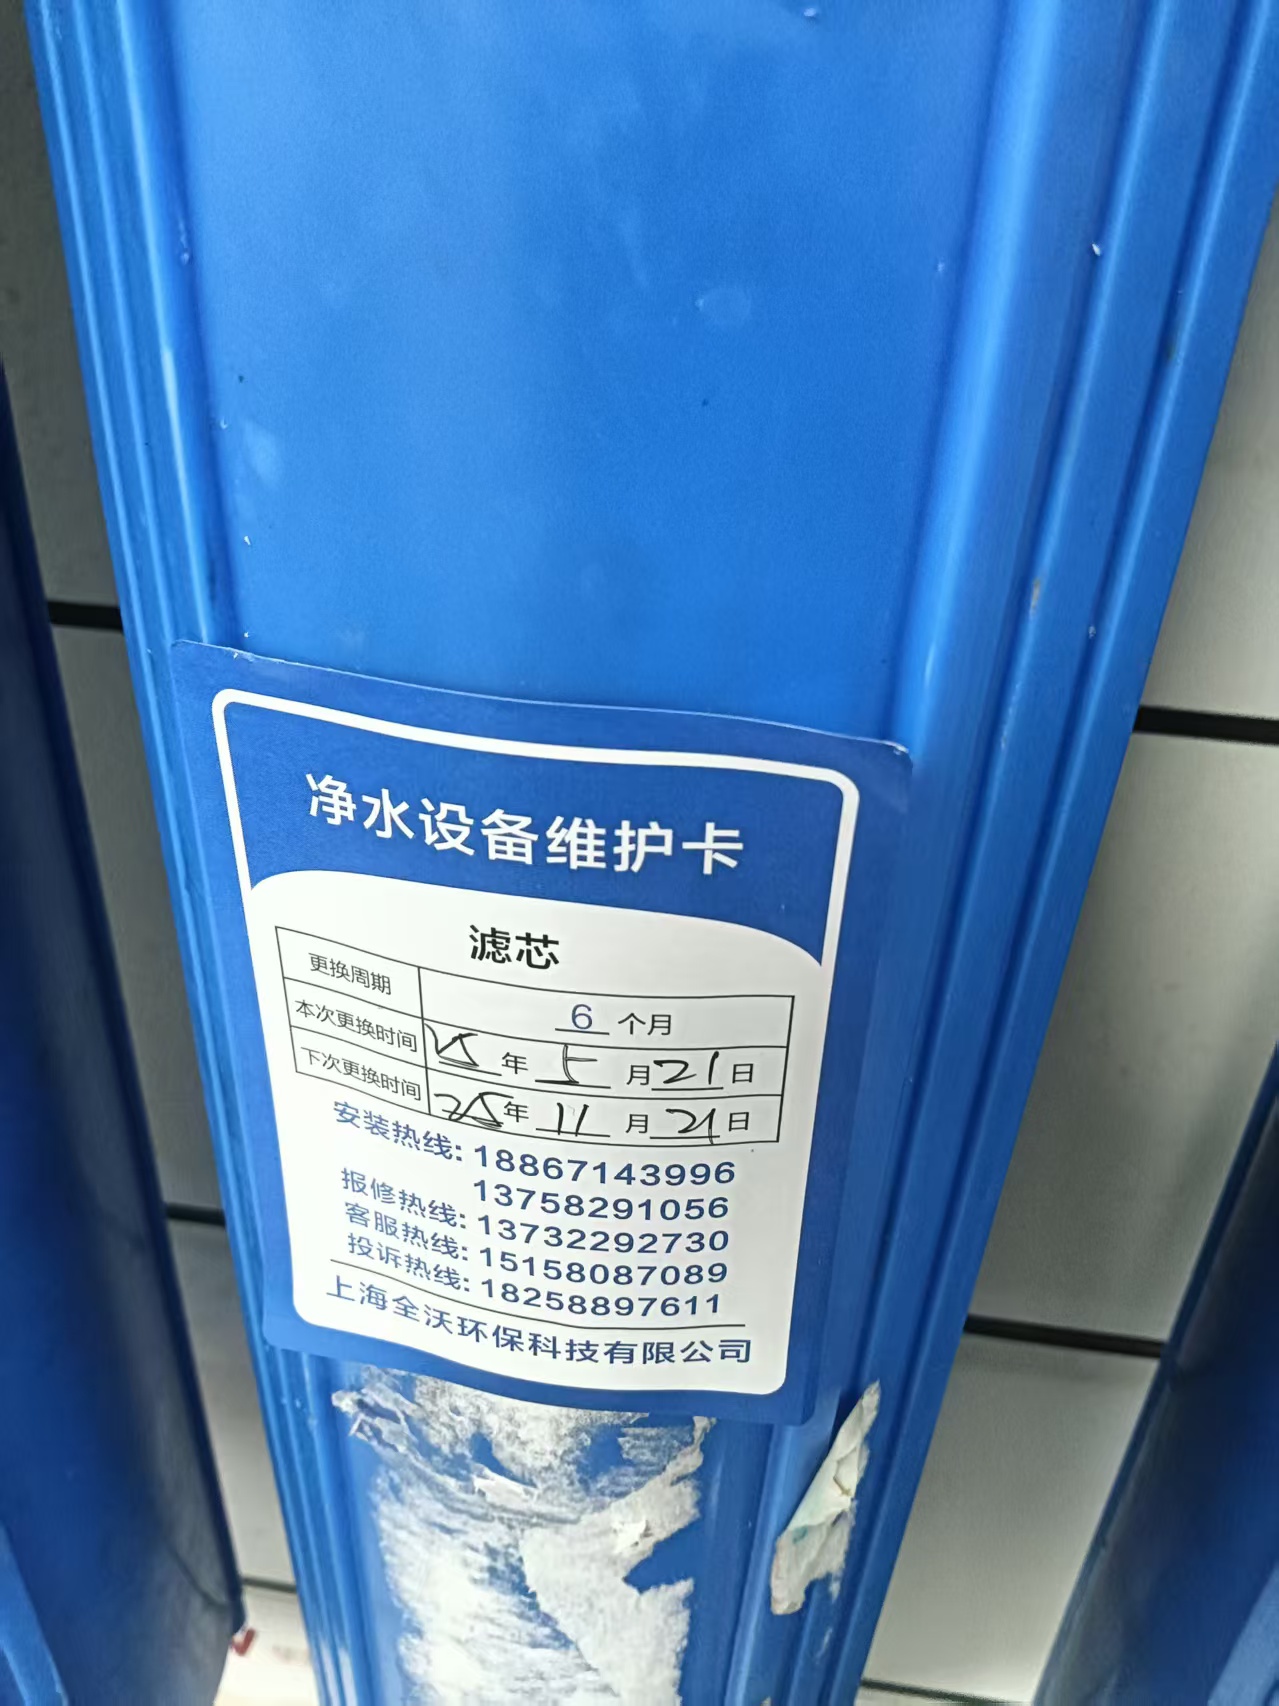 净水设备维护卡
滤芯
更换周期 6 个月
本次更换时间 25 年 5 月 21 日
下次更换时间 25 年 11 月 21 日
安装热线: 18867143996
13758291056
报修热线: 13732292730
客服热线: 15158087089
投诉热线: 18258897611
上海全沃环保科技有限公司